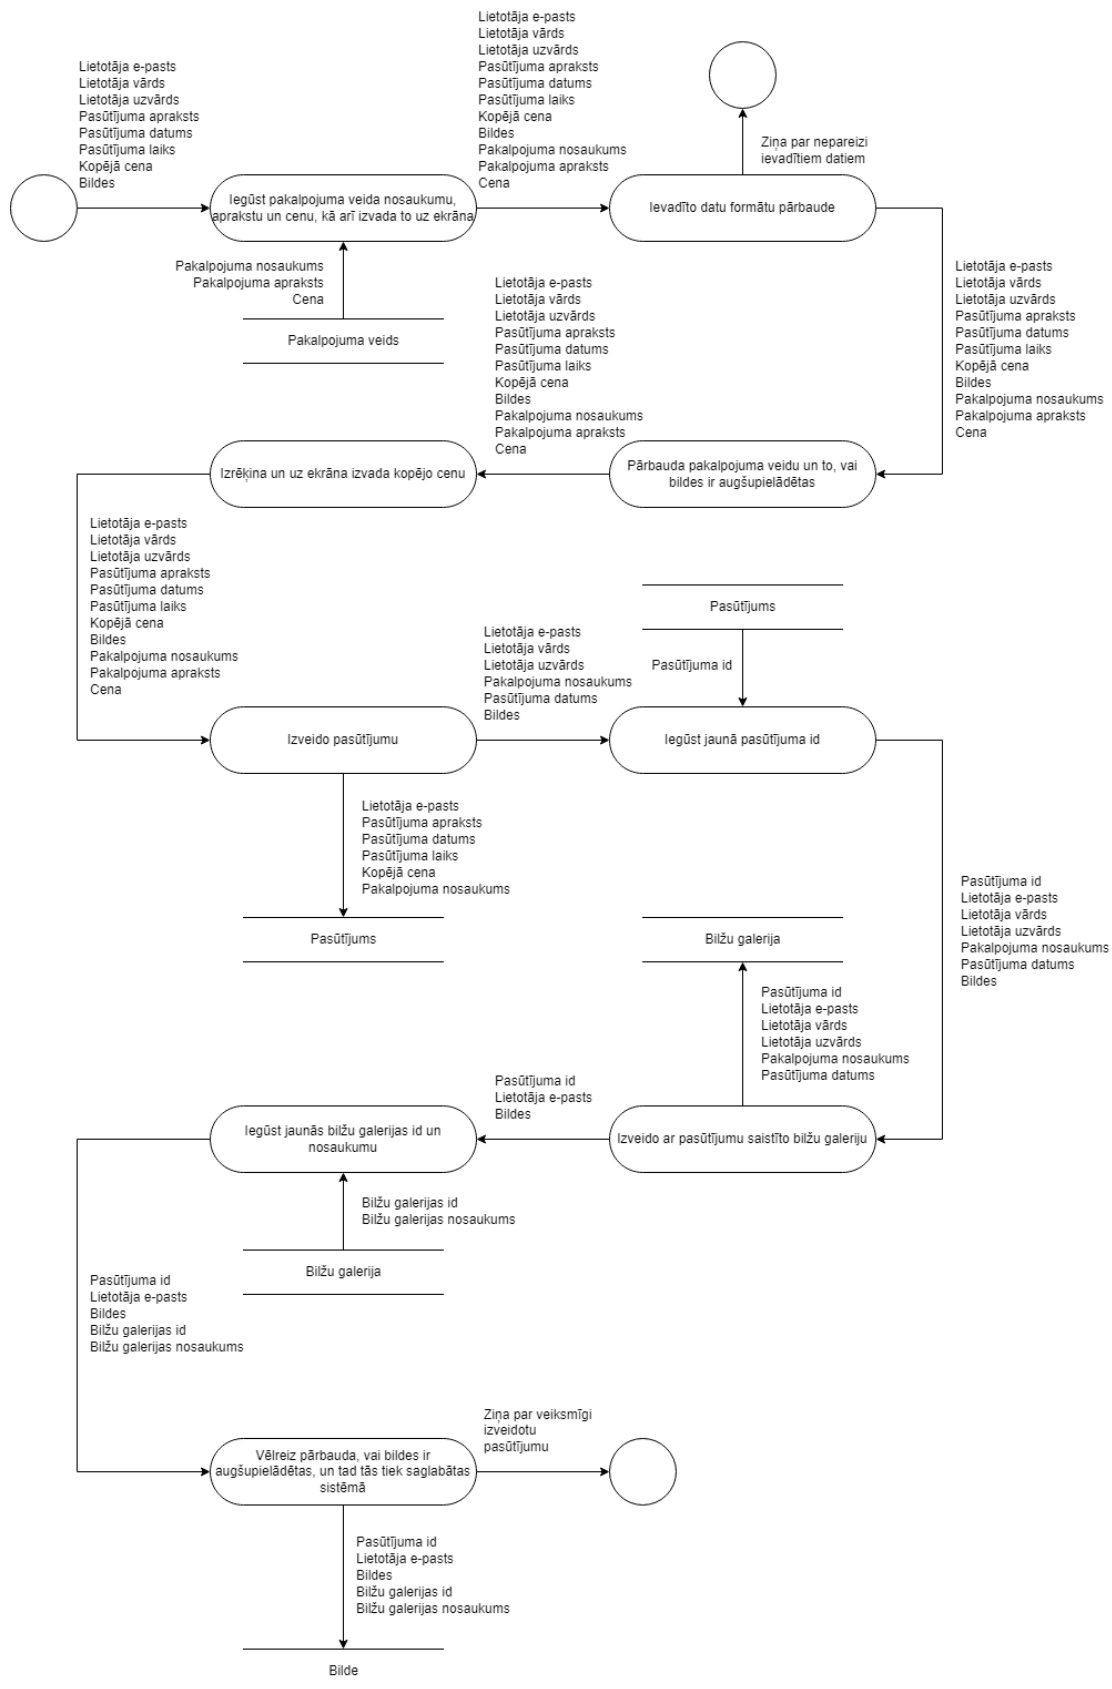 Lietotāja e-pasts
Lietotāja vārds
Lietotāja uzvārds
Pasūtījuma apraksts
Pasūtījuma datums
Pasūtījuma laiks
Kopējā cena
Bildes
Iegūst pakalpojuma veida nosaukumu,
aprakstu un cenu, kā arī izvada to uz ekrāna
Pakalpojuma nosaukums
Pakalpojuma apraksts
Cena
Pakalpojuma veids
Lietotāja e-pasts
Lietotāja vārds
Lietotāja uzvārds
Pasūtījuma apraksts
Pasūtījuma datums
Pasūtījuma laiks
Kopējā cena
Bildes
Pakalpojuma nosaukums
Pakalpojuma apraksts
Cena
Ievadīto datu formātu pārbaude
Ziņa par nepareizi
ievadītiem datiem
Lietotāja e-pasts
Lietotāja vārds
Lietotāja uzvārds
Pasūtījuma apraksts
Pasūtījuma datums
Pasūtījuma laiks
Kopējā cena
Bildes
Pakalpojuma nosaukums
Pakalpojuma apraksts
Cena
Pārbauda pakalpojuma veidu un to, vai
bildes ir augšupielādētas
Lietotāja e-pasts
Lietotāja vārds
Lietotāja uzvārds
Pasūtījuma apraksts
Pasūtījuma datums
Pasūtījuma laiks
Kopējā cena
Bildes
Pakalpojuma nosaukums
Pakalpojuma apraksts
Cena
Izrēķina un uz ekrāna izvada kopējo cenu
Lietotāja e-pasts
Lietotāja vārds
Lietotāja uzvārds
Pasūtījuma apraksts
Pasūtījuma datums
Pasūtījuma laiks
Kopējā cena
Bildes
Pakalpojuma nosaukums
Pakalpojuma apraksts
Cena
Izveido pasūtījumu
Lietotāja e-pasts
Pasūtījuma apraksts
Pasūtījuma datums
Pasūtījuma laiks
Kopējā cena
Pakalpojuma nosaukums
Pasūtījums
Lietotāja e-pasts
Lietotāja vārds
Lietotāja uzvārds
Pakalpojuma nosaukums
Pasūtījuma datums
Bildes
Pasūtījums
Pasūtījuma id
Iegūst jaunā pasūtījuma id
Pasūtījuma id
Lietotāja e-pasts
Lietotāja vārds
Lietotāja uzvārds
Pakalpojuma nosaukums
Pasūtījuma datums
Bildes
Bilžu galerija
Pasūtījuma id
Lietotāja e-pasts
Lietotāja vārds
Lietotāja uzvārds
Pakalpojuma nosaukums
Pasūtījuma datums
Izveido ar pasūtījumu saistīto bilžu galeriju
Pasūtījuma id
Lietotāja e-pasts
Bildes
Iegūst jaunās bilžu galerijas id un
nosaukumu
Bilžu galerijas id
Bilžu galerijas nosaukums
Bilžu galerija
Pasūtījuma id
Lietotāja e-pasts
Bildes
Bilžu galerijas id
Bilžu galerijas nosaukums
Vēlreiz pārbauda, vai bildes ir
augšupielādētas, un tad tās tiek saglabātas
sistēmā
Ziņa par veiksmīgi
izveidotu
pasūtījumu
Pasūtījuma id
Lietotāja e-pasts
Bildes
Bilžu galerijas id
Bilžu galerijas nosaukums
Bilde